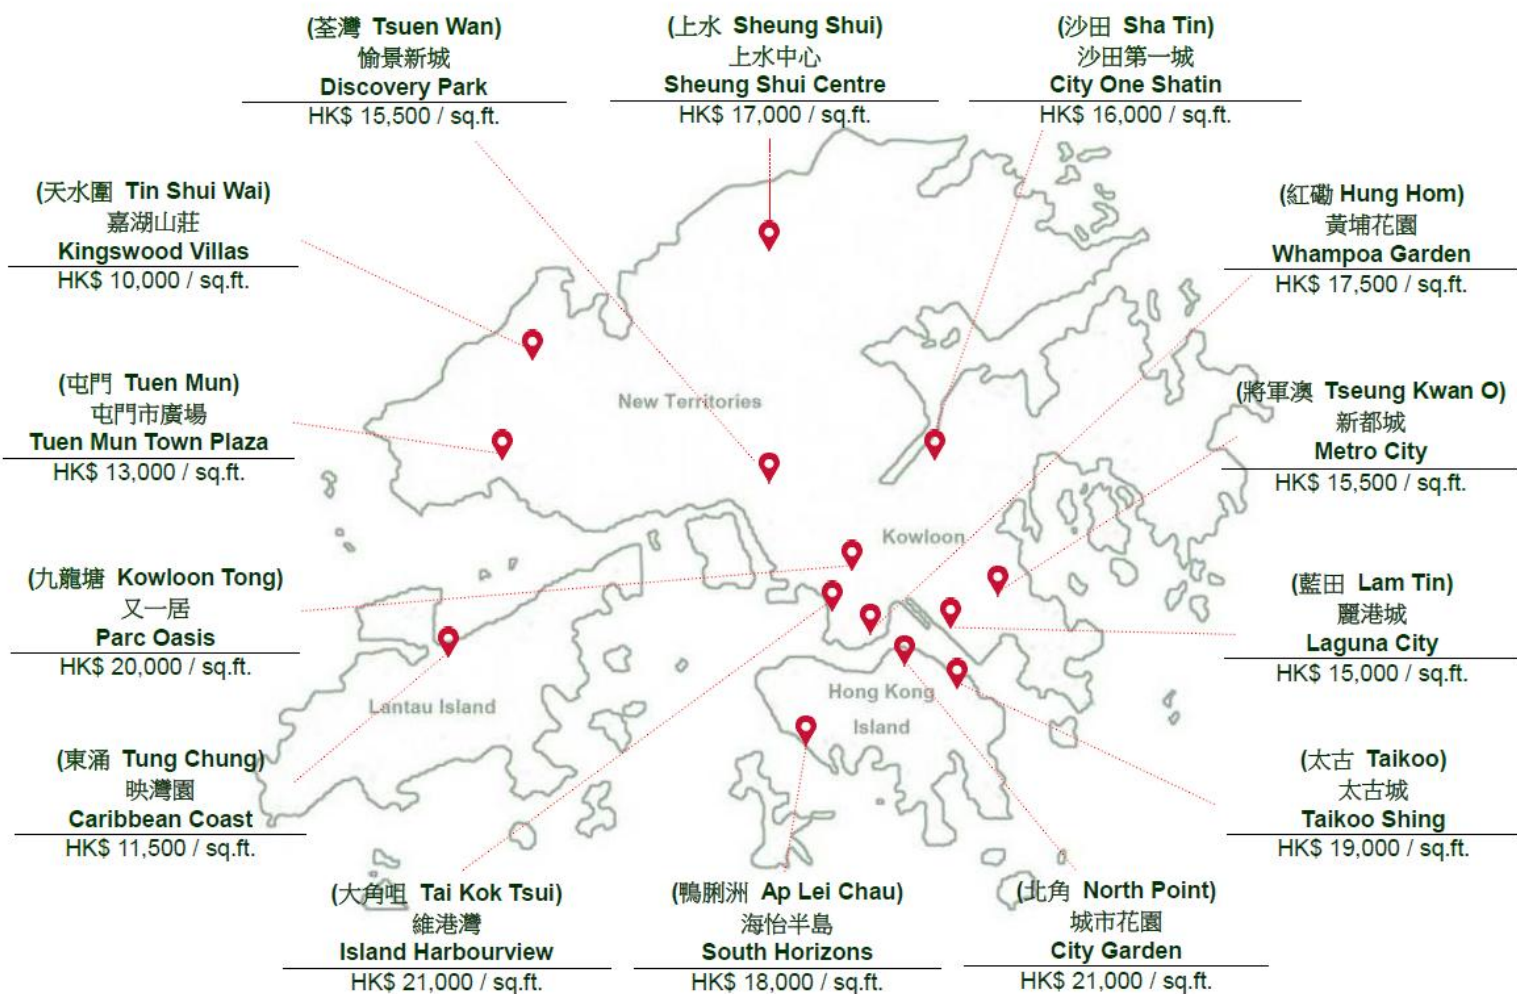 (荃灣 Tsuen Wan)
愉景新城
Discovery Park
HK$ 15,500 / sq.ft.
(上水 Sheung Shui)
上水中心
Sheung Shui Centre
HK$ 17,000 / sq.ft.
(沙田 Sha Tin)
沙田第一城
City One Shatin
HK$ 16,000 / sq.ft.
(天水圍 Tin Shui Wai)
嘉湖山莊
Kingswood Villas
HK$ 10,000 / sq.ft.
(紅磡 Hung Hom)
黃埔花園
Whampoa Garden
HK$ 17,500 / sq.ft.
(屯門 Tuen Mun)
屯門市廣場
Tuen Mun Town Plaza
HK$ 13,000 / sq.ft.
New Territories
(將軍澳 Tseung Kwan O)
新都城
Metro City
HK$ 15,500 / sq.ft.
Kowloon
(九龍塘 Kowloon Tong)
又一居
Parc Oasis
HK$ 20,000 / sq.ft.
(藍田 Lam Tin)
麗港城
Laguna City
HK$ 15,000 / sq.ft.
Lantau Island
Hong Kong
Island
(東涌 Tung Chung)
映灣園
Caribbean Coast
HK$ 11,500 / sq.ft.
(太古 Taikoo)
太古城
Taikoo Shing
HK$ 19,000 / sq.ft.
(大角咀 Tai Kok Tsui)
維港灣
Island Harbourview
HK$ 21,000 / sq.ft.
(鴨脷洲 Ap Lei Chau)
海怡半島
South Horizons
HK$ 18,000 / sq.ft.
(北角 North Point)
城市花園
City Garden
HK$ 21,000 / sq.ft.